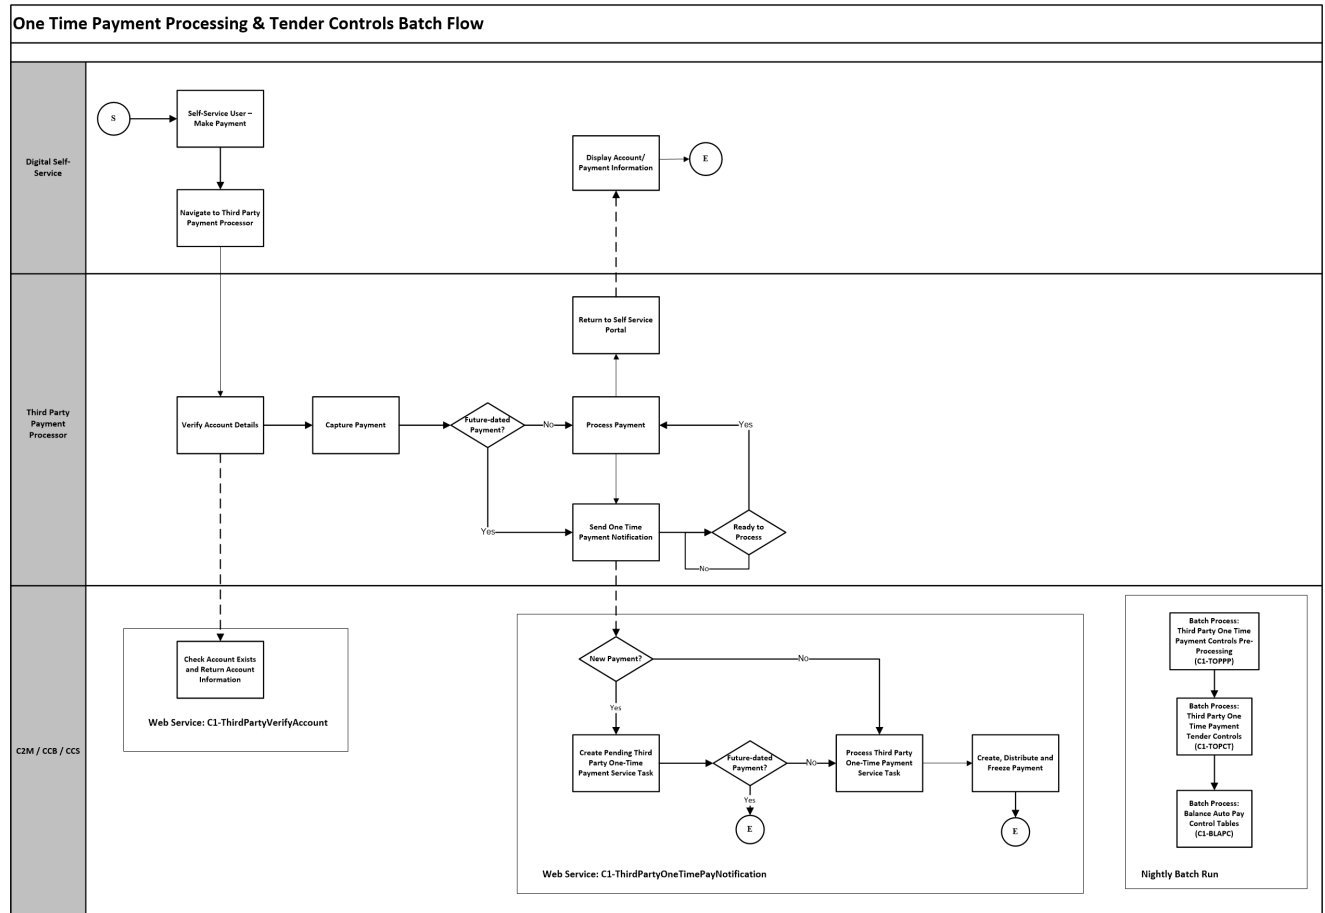 One Time Payment Processing & Tender Controls Batch Flow
Digital Self-
Service
S
Self-Service User –
Make Payment
Navigate to Third Party
Payment Processor
Display Account/
Payment Information
E
Third Party
Payment
Processor
Return to Self Service
Portal
Verify Account Details
Capture Payment
Future-dated
Payment?
No
Process Payment
Yes
Yes
Send One Time
Payment Notification
Ready to
Process
No
C2M / CCB / CCS
Check Account Exists
and Return Account
Information
Web Service: C1-ThirdPartyVerifyAccount
New Payment?
No
Yes
Create Pending Third
Party One-Time
Payment Service Task
Future-dated
Payment?
No
Process Third Party
One-Time Payment
Service Task
Create, Distribute and
Freeze Payment
Yes
E
E
Web Service: C1-ThirdPartyOneTimePayNotification
Batch Process:
Third Party One Time
Payment Controls Pre-
Processing
(C1-TOPPP)
Batch Process:
Third Party One
Time Payment
Tender Controls
(C1-TOPCT)
Batch Process:
Balance Auto Pay
Control Tables
(C1-BLAPC)
Nightly Batch Run